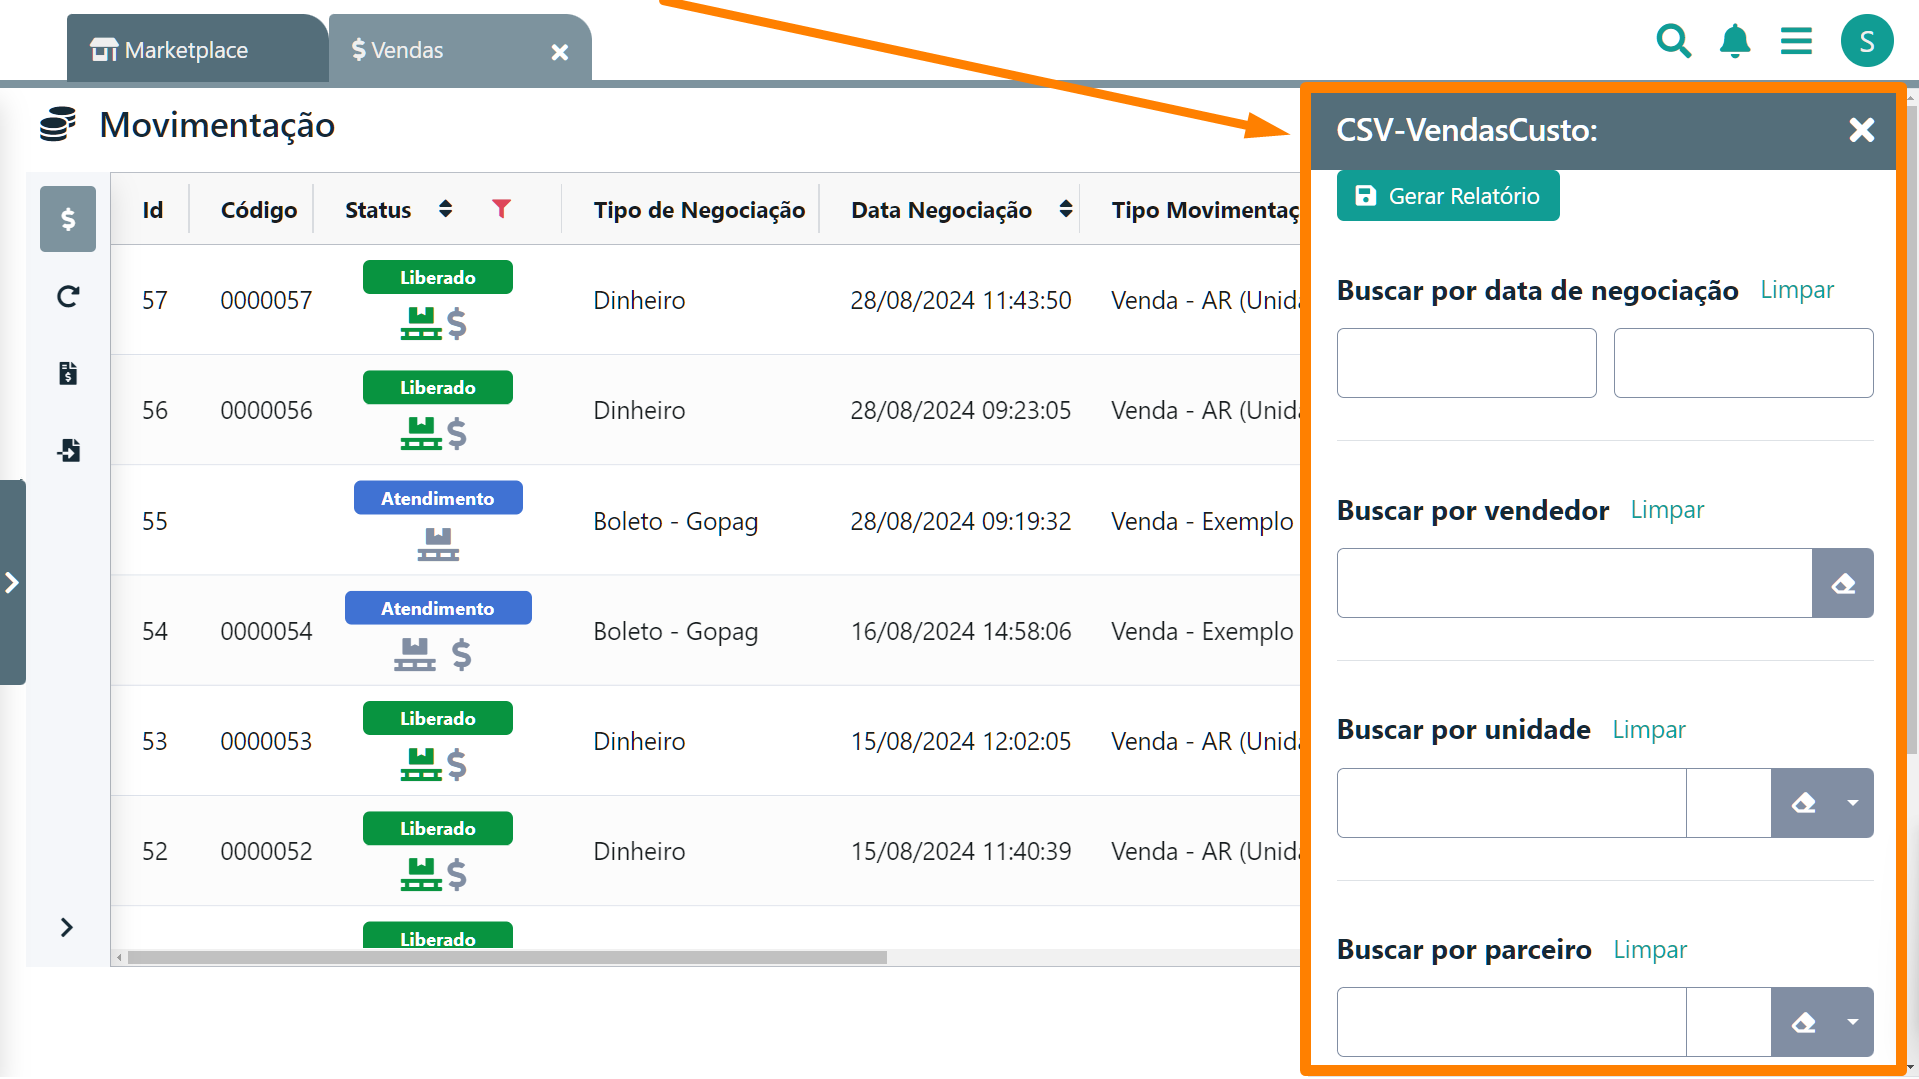 Marketplace
$ Vendas
S
Movimentação
CSV-VendasCusto:
Gerar Relatório
Id Código Status Tipo de Negociação Data Negociação Tipo Movimentaç
57 0000057 Liberado Dinheiro 28/08/2024 11:43:50 Venda - AR (Unida
56 0000056 Liberado Dinheiro 28/08/2024 09:23:05 Venda - AR (Unida
55 Atendimento Boleto - Gopag 28/08/2024 09:19:32 Venda - Exemplo
54 0000054 Atendimento Boleto - Gopag 16/08/2024 14:58:06 Venda - Exemplo
53 0000053 Liberado Dinheiro 15/08/2024 12:02:05 Venda - AR (Unida
52 0000052 Liberado Dinheiro 15/08/2024 11:40:39 Venda - AR (Unida
Liberado
Buscar por data de negociação Limpar
Buscar por vendedor Limpar
Buscar por unidade Limpar
Buscar por parceiro Limpar